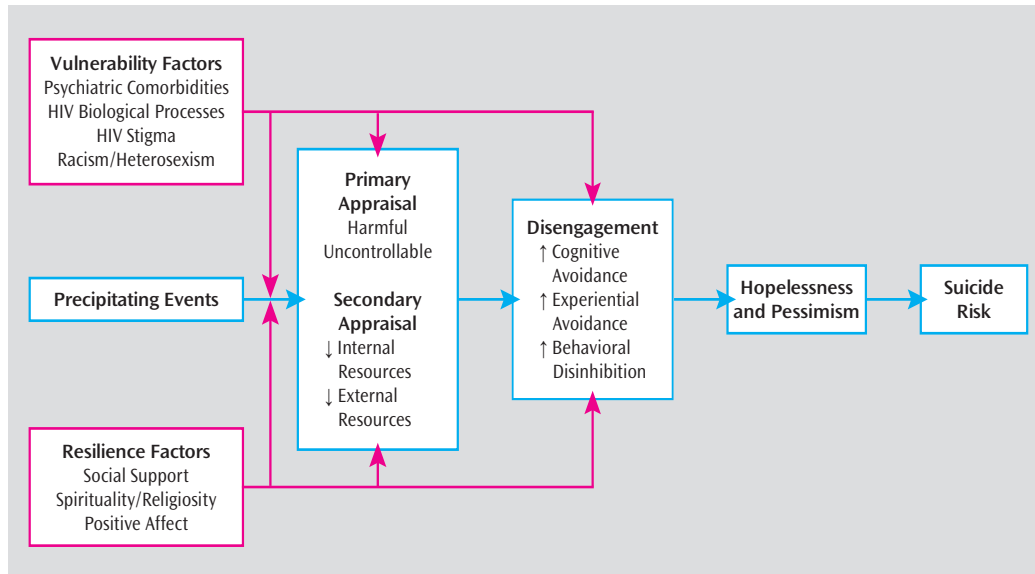 Vulnerability Factors
Psychiatric Comorbidities
HIV Biological Processes
HIV Stigma
Racism/Heterosexism
Precipitating Events
Resilience Factors
Social Support
Spirituality/Religiosity
Positive Affect
Primary
Appraisal
Harmful
Uncontrollable
Secondary
Appraisal
↓ Internal
Resources
↓ External
Resources
Disengagement
↑ Cognitive
Avoidance
↑ Experiential
Avoidance
↑ Behavioral
Disinhibition
Hopelessness
and Pessimism
Suicide
Risk